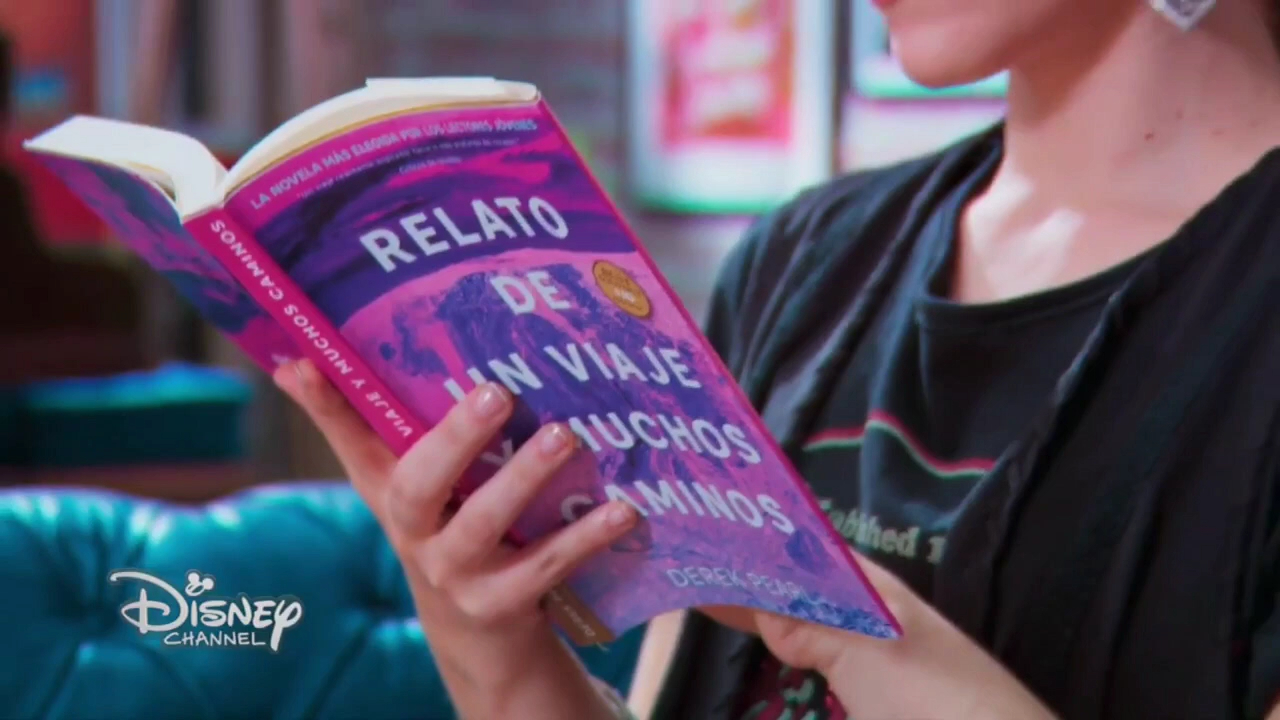 LA NOVELA MÁS ELEGIDA POR LOS LECTORES JÓVENES
RELATO
DE
UN VIAJE
Y MUCHOS
CAMINOS
DEREK
VIAJE Y MUCHOS CAMINOS
DISNEY
CHANNEL